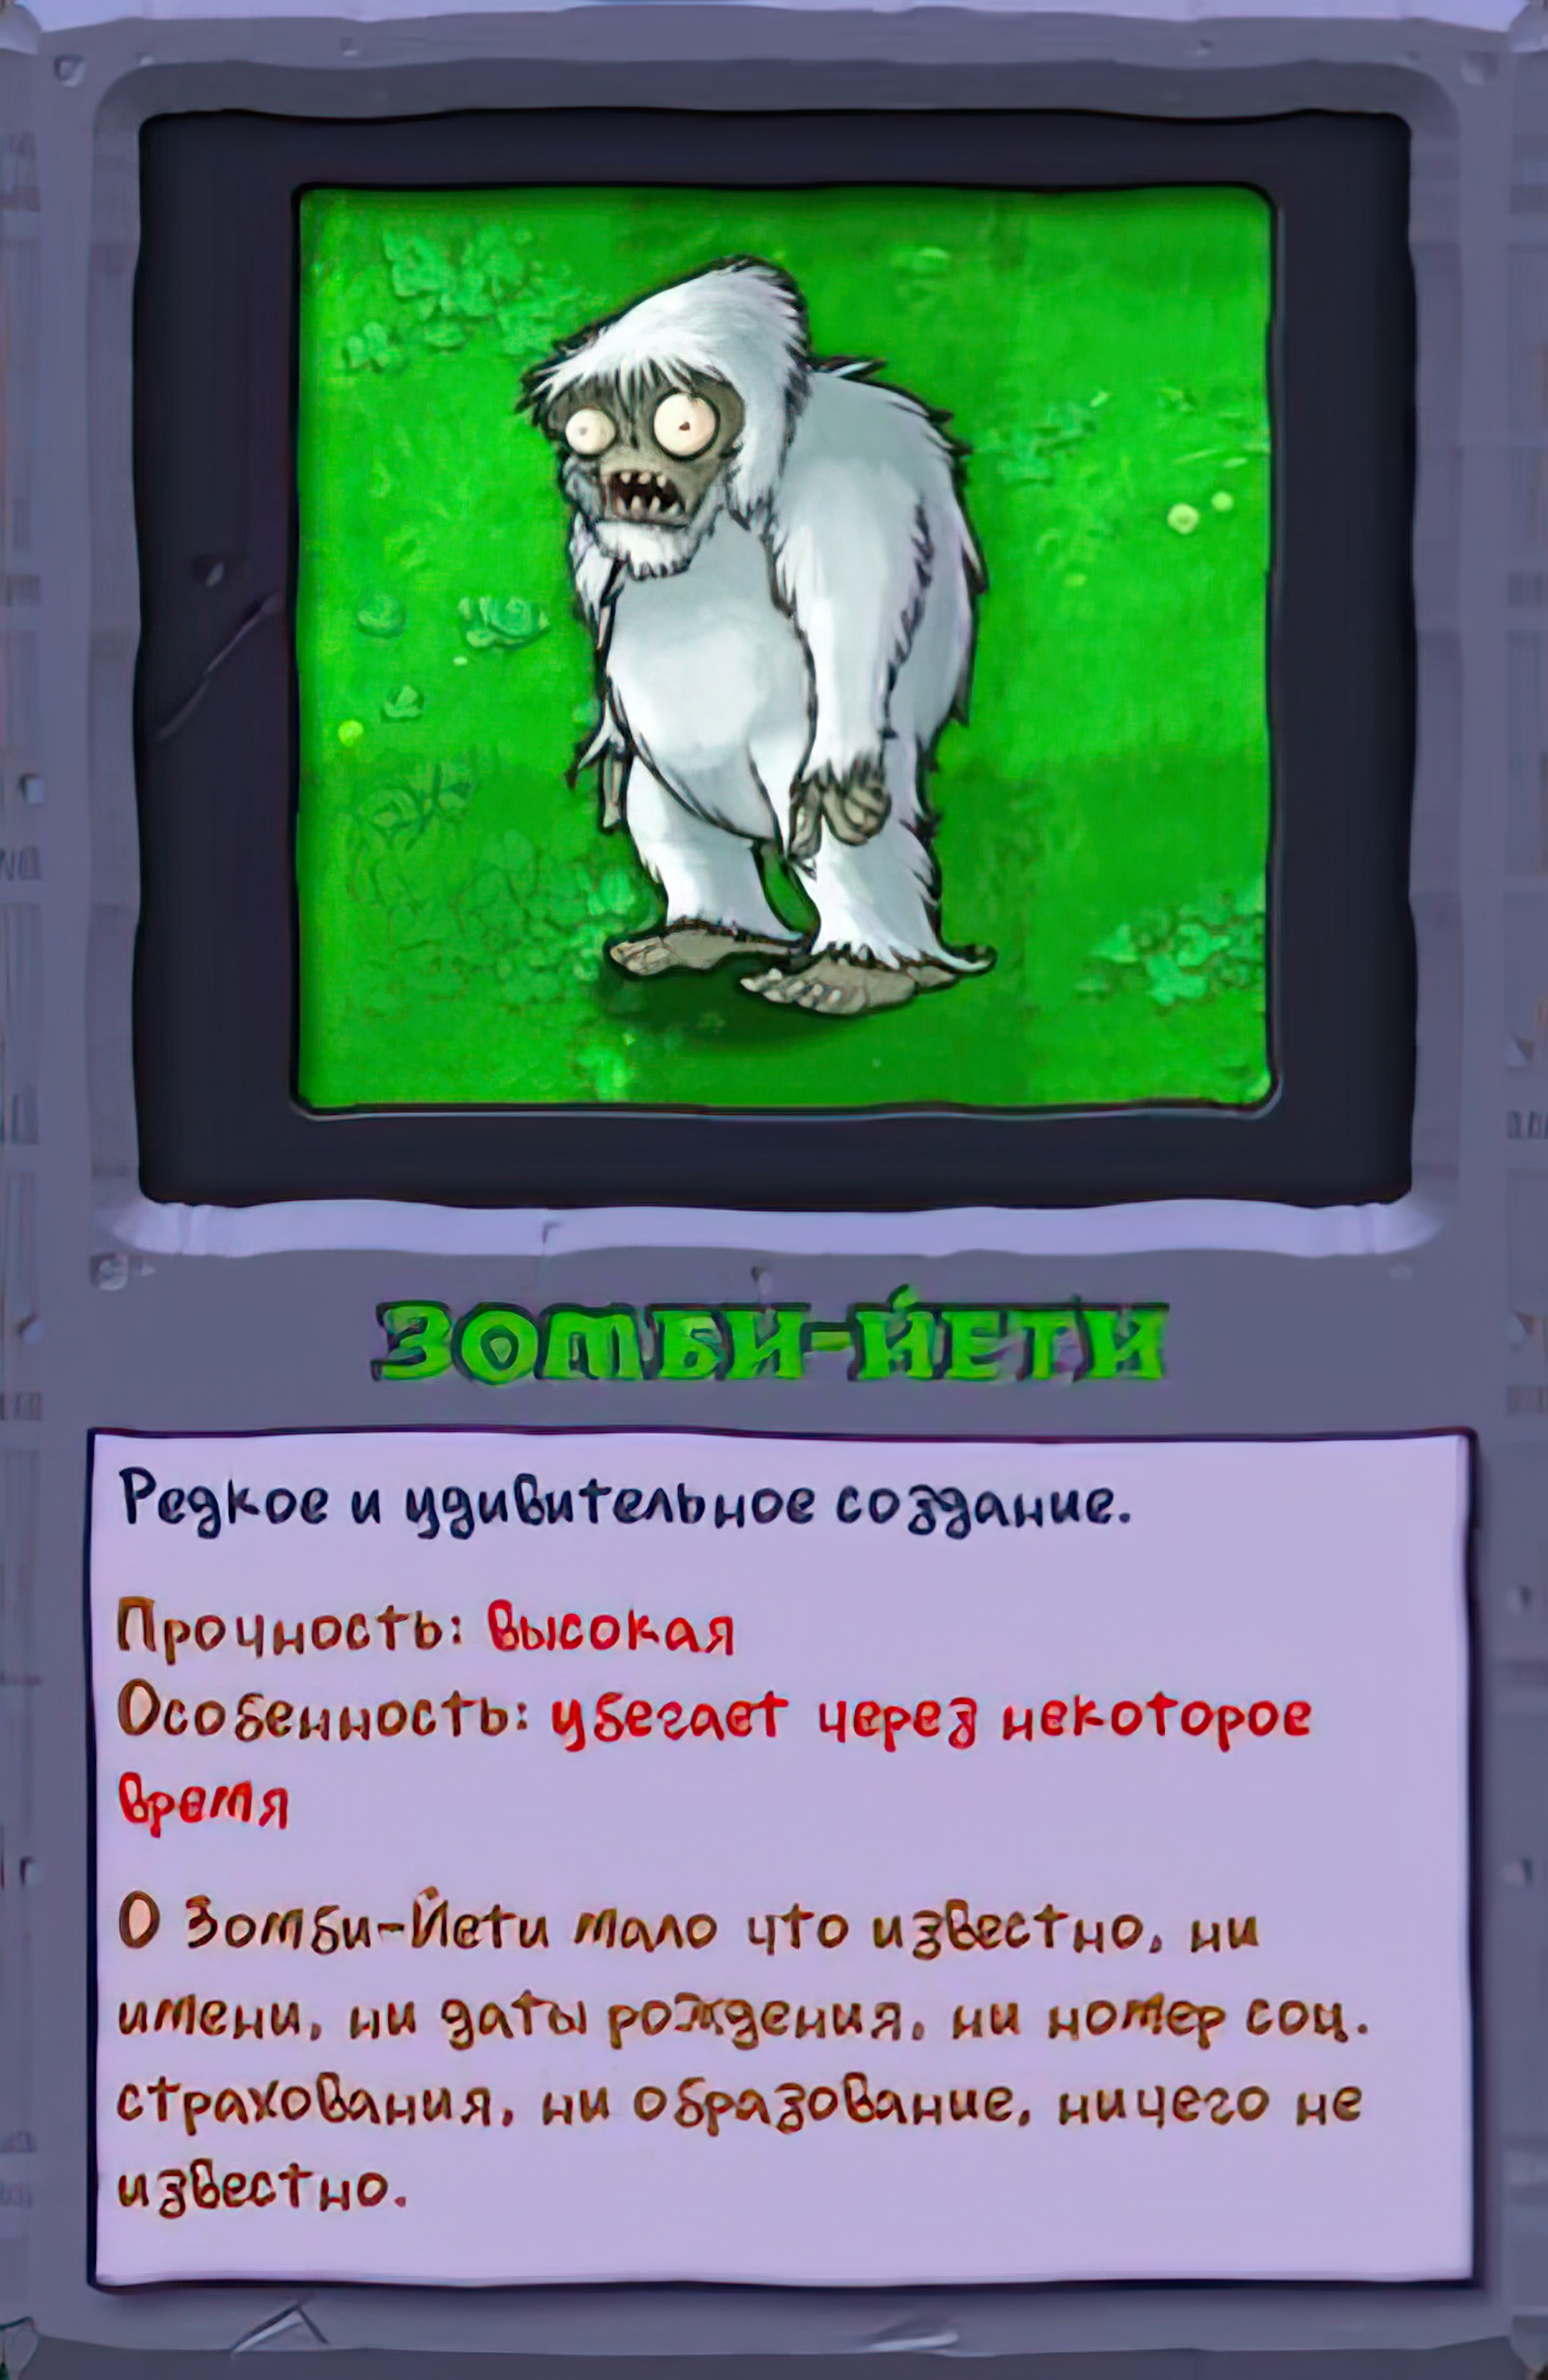 ЗОМБИ-ЙЕТИ
Редкое и удивительное создание.
Прочность: высокая
Особенность: убегает через некоторое
время
О Зомби-Йети мало что известно, ни
имени, ни даты рождения, ни номер соц.
страхования, ни образование, ничего не
известно.